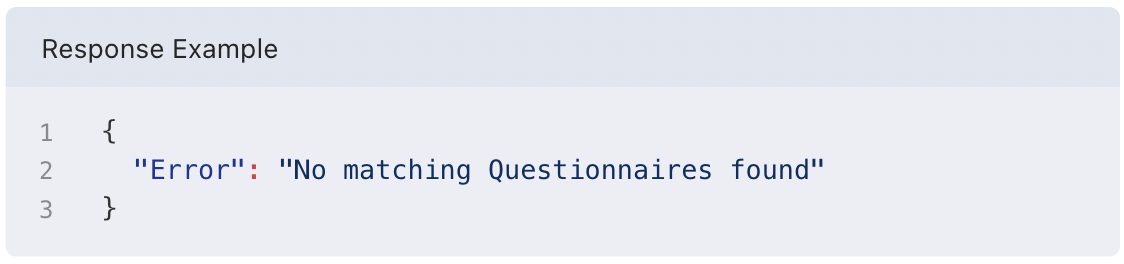 Response Example
1 {
2 "Error": "No matching Questionnaires found"
3 }